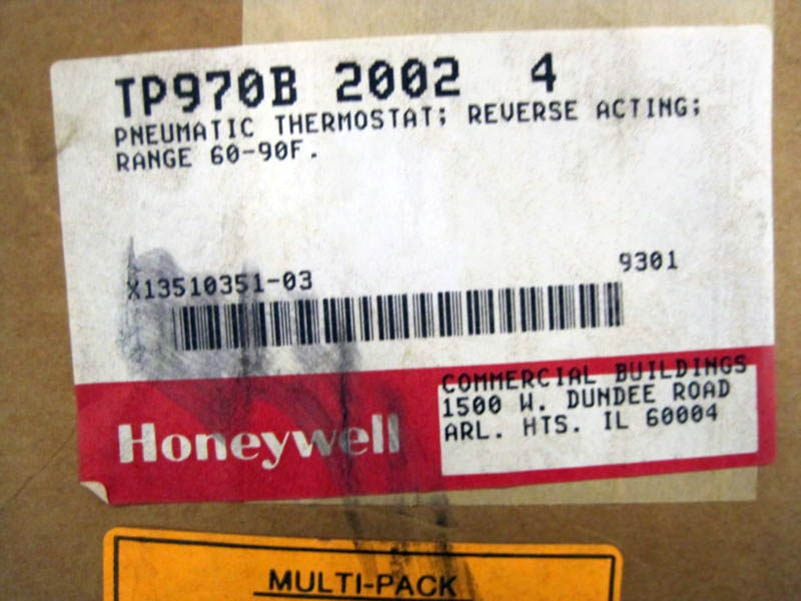 TP970B 2002 4
PNEUMATIC THERMOSTAT; REVERSE ACTING;
RANGE 60-90F.
9301
X13510351-03
COMMERCIAL BUILDINGS
1500 W. DUNDEE ROAD
ARL. HTS. IL 60004
Honeywell
MULTI-PACK